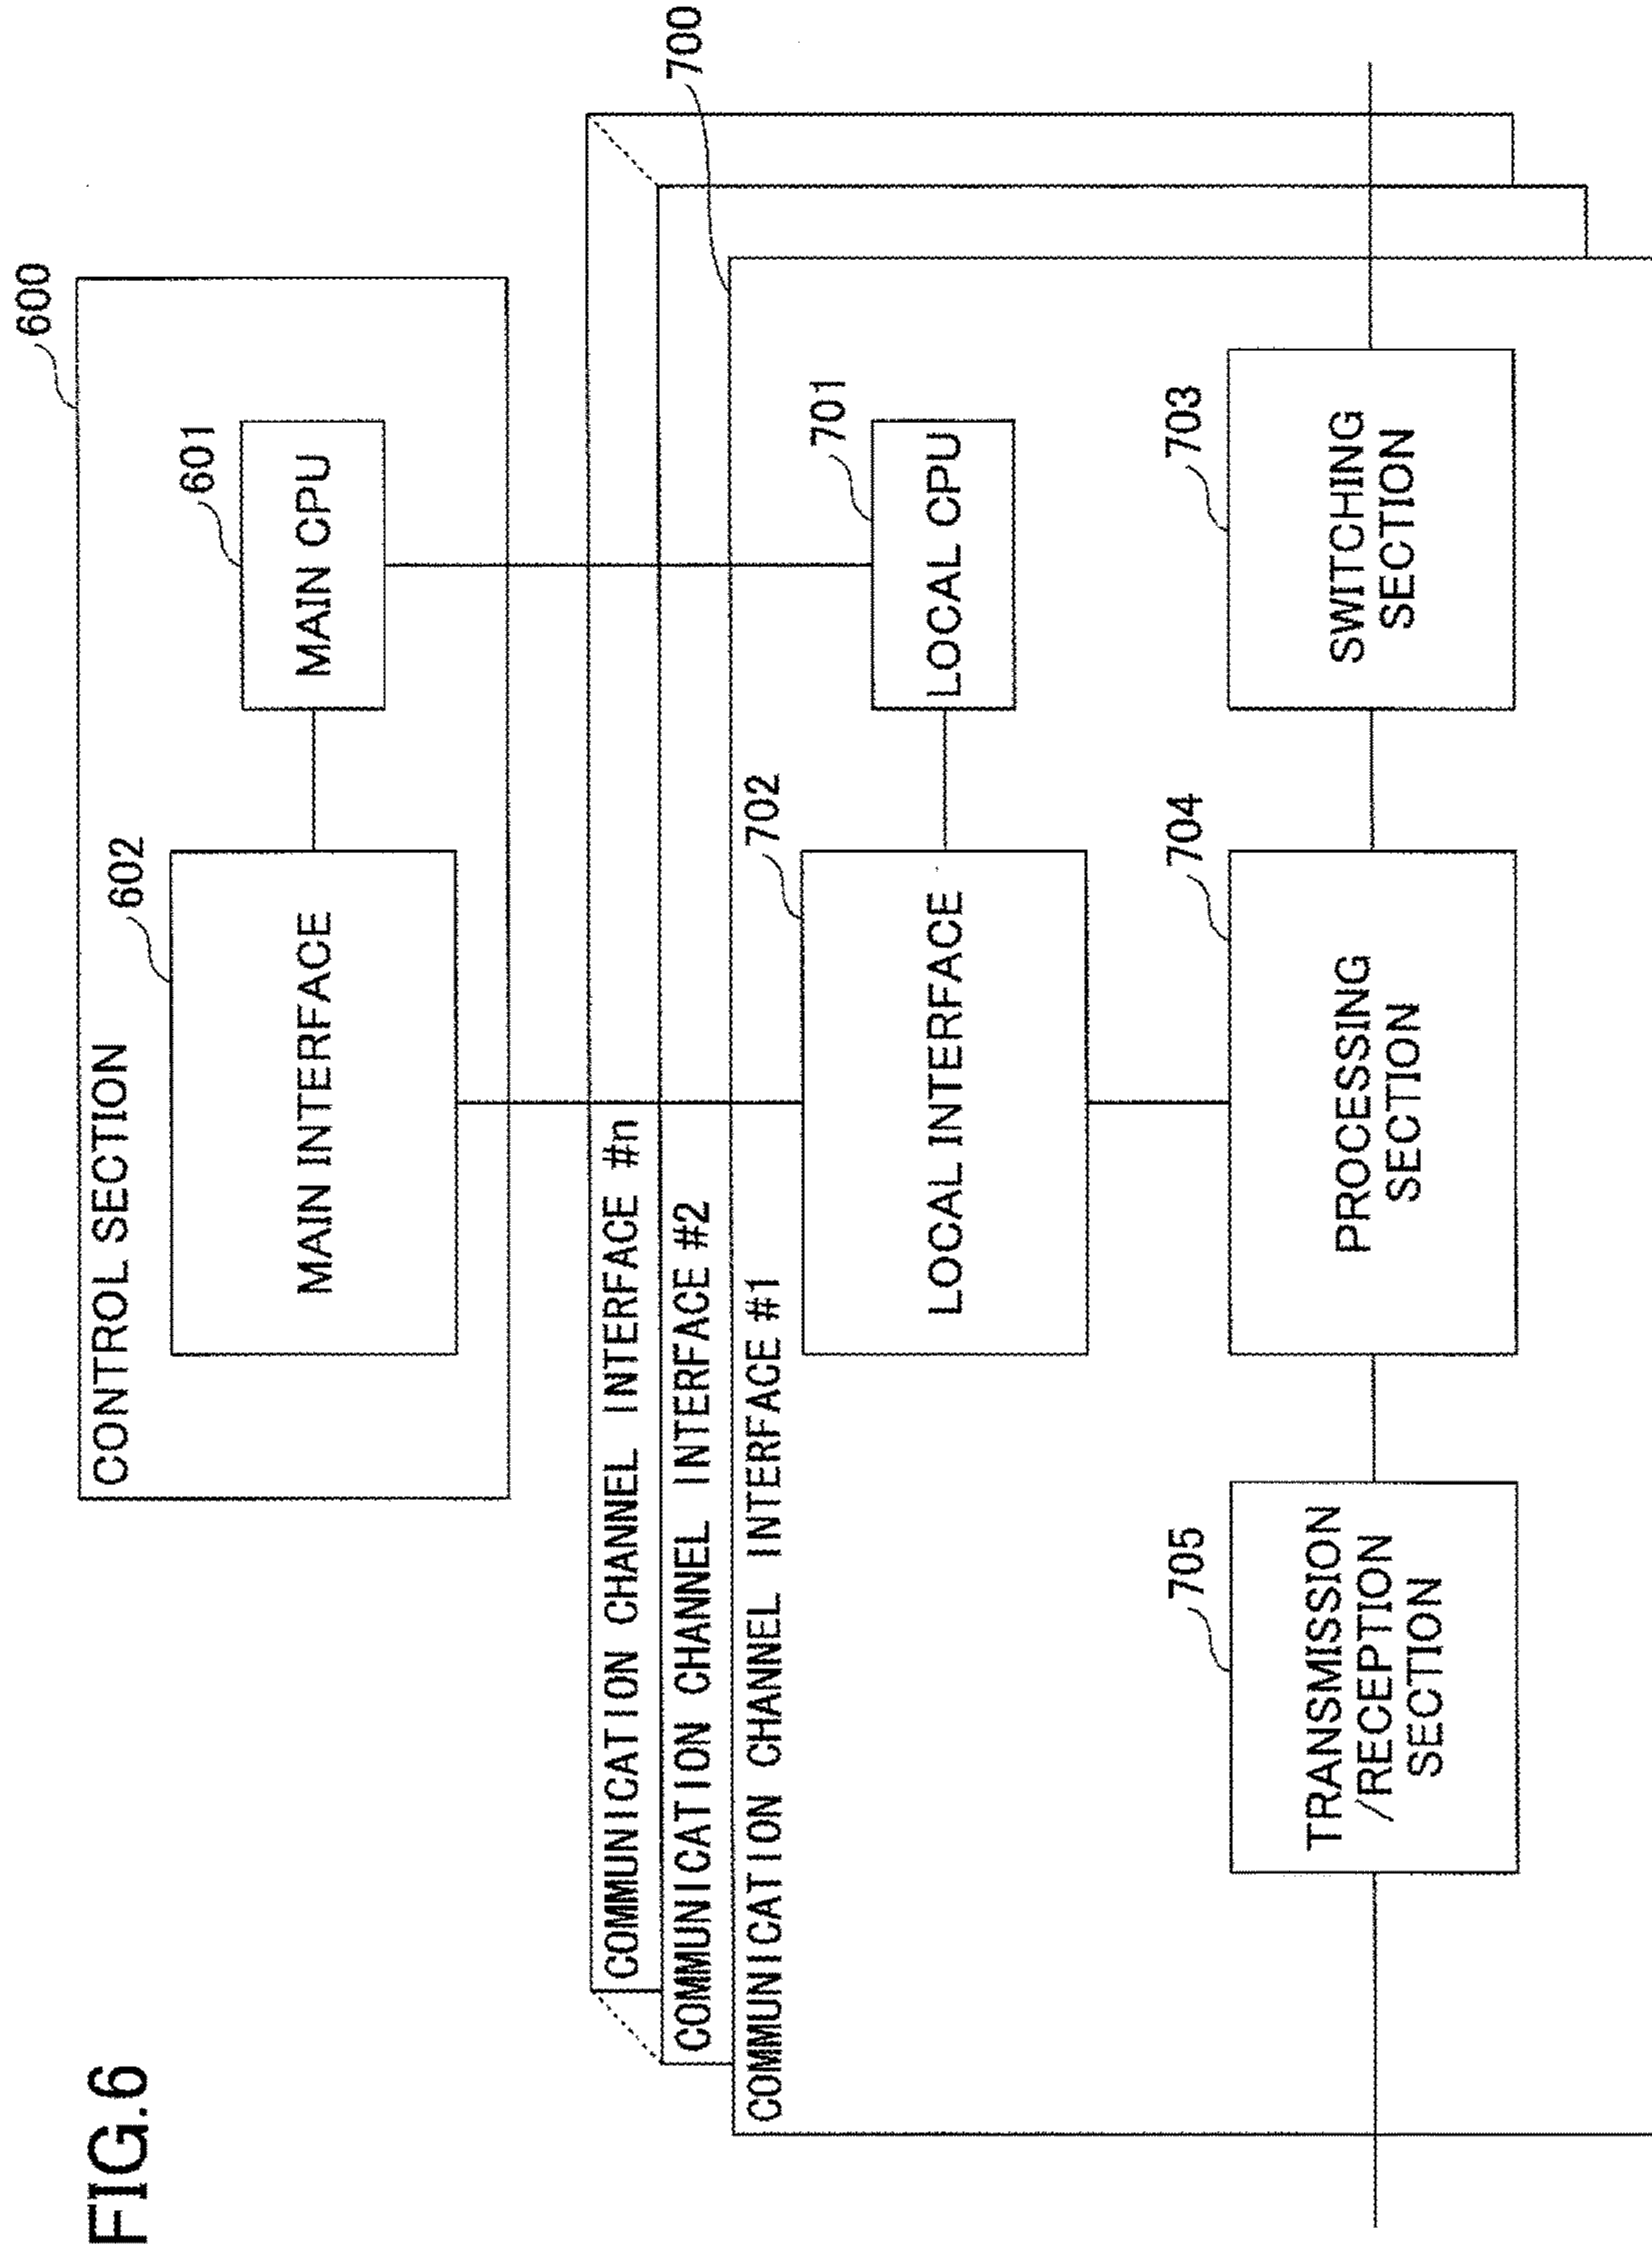 FIG.6
600
CONTROL SECTION
602
MAIN INTERFACE
601
MAIN CPU
700
COMMUNICATION CHANNEL INTERFACE #n
COMMUNICATION CHANNEL INTERFACE #2
COMMUNICATION CHANNEL INTERFACE #1
702
LOCAL INTERFACE
701
LOCAL CPU
705
TRANSMISSION
/RECEPTION
SECTION
704
PROCESSING
SECTION
703
SWITCHING
SECTION